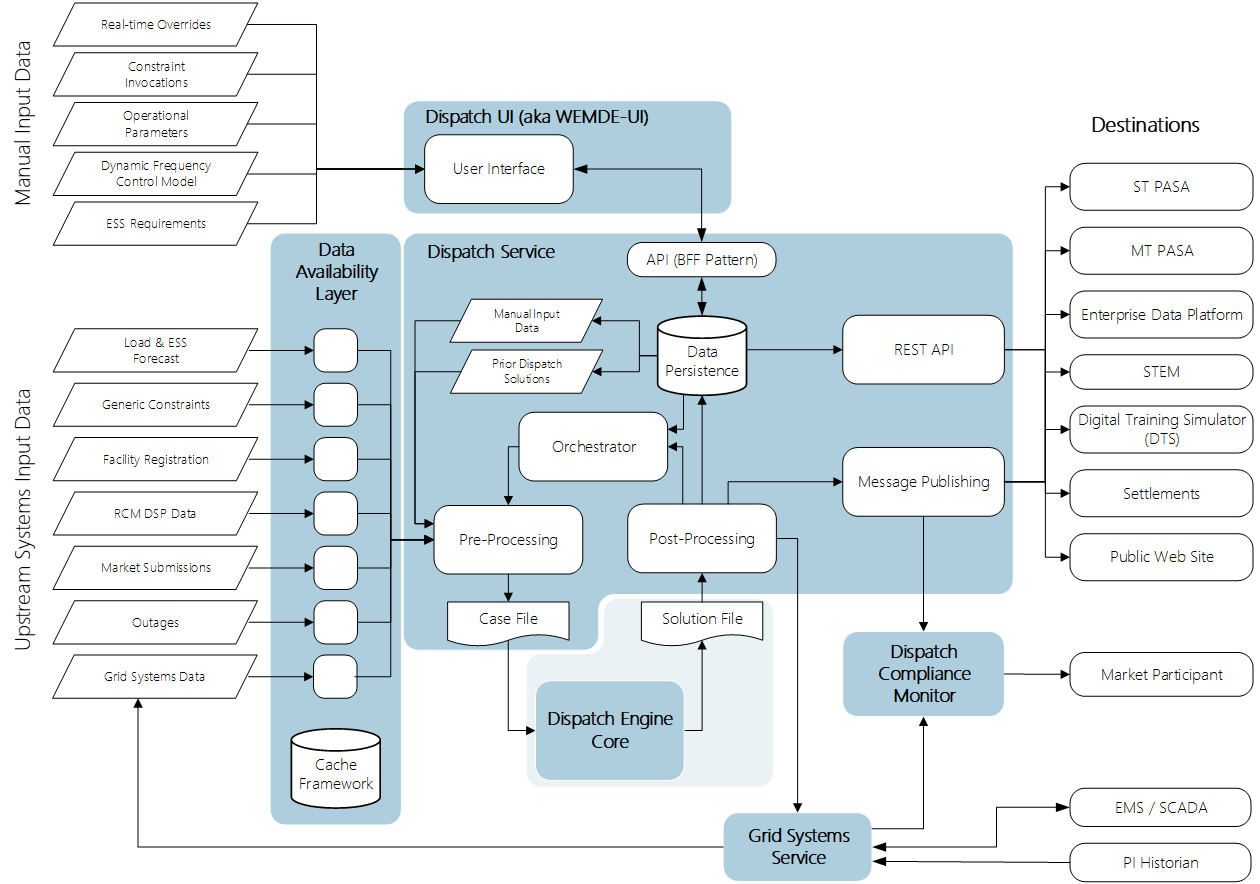 Manual Input Data
Real-time Overrides
Constraint
Invocations
Operational
Parameters
Dynamic Frequency
Control Model
ESS Requirements
Dispatch UI (aka WEMDE-UI)
User Interface
Destinations
ST PASA
MT PASA
Enterprise Data Platform
STEM
Digital Training Simulator
(DTS)
Settlements
Public Web Site
Upstream Systems Input Data
Load & ESS
Forecast
Generic Constraints
Facility Registration
RCM DSP Data
Market Submissions
Outages
Grid Systems Data
Data
Availability
Layer
Cache
Framework
Dispatch Service
API (BFF Pattern)
Manual Input
Data
Prior Dispatch
Solutions
Data
Persistence
REST API
Orchestrator
Message Publishing
Pre-Processing
Post-Processing
Case File
Solution File
Dispatch Engine
Core
Dispatch
Compliance
Monitor
Market Participant
Grid Systems
Service
EMS / SCADA
PI Historian